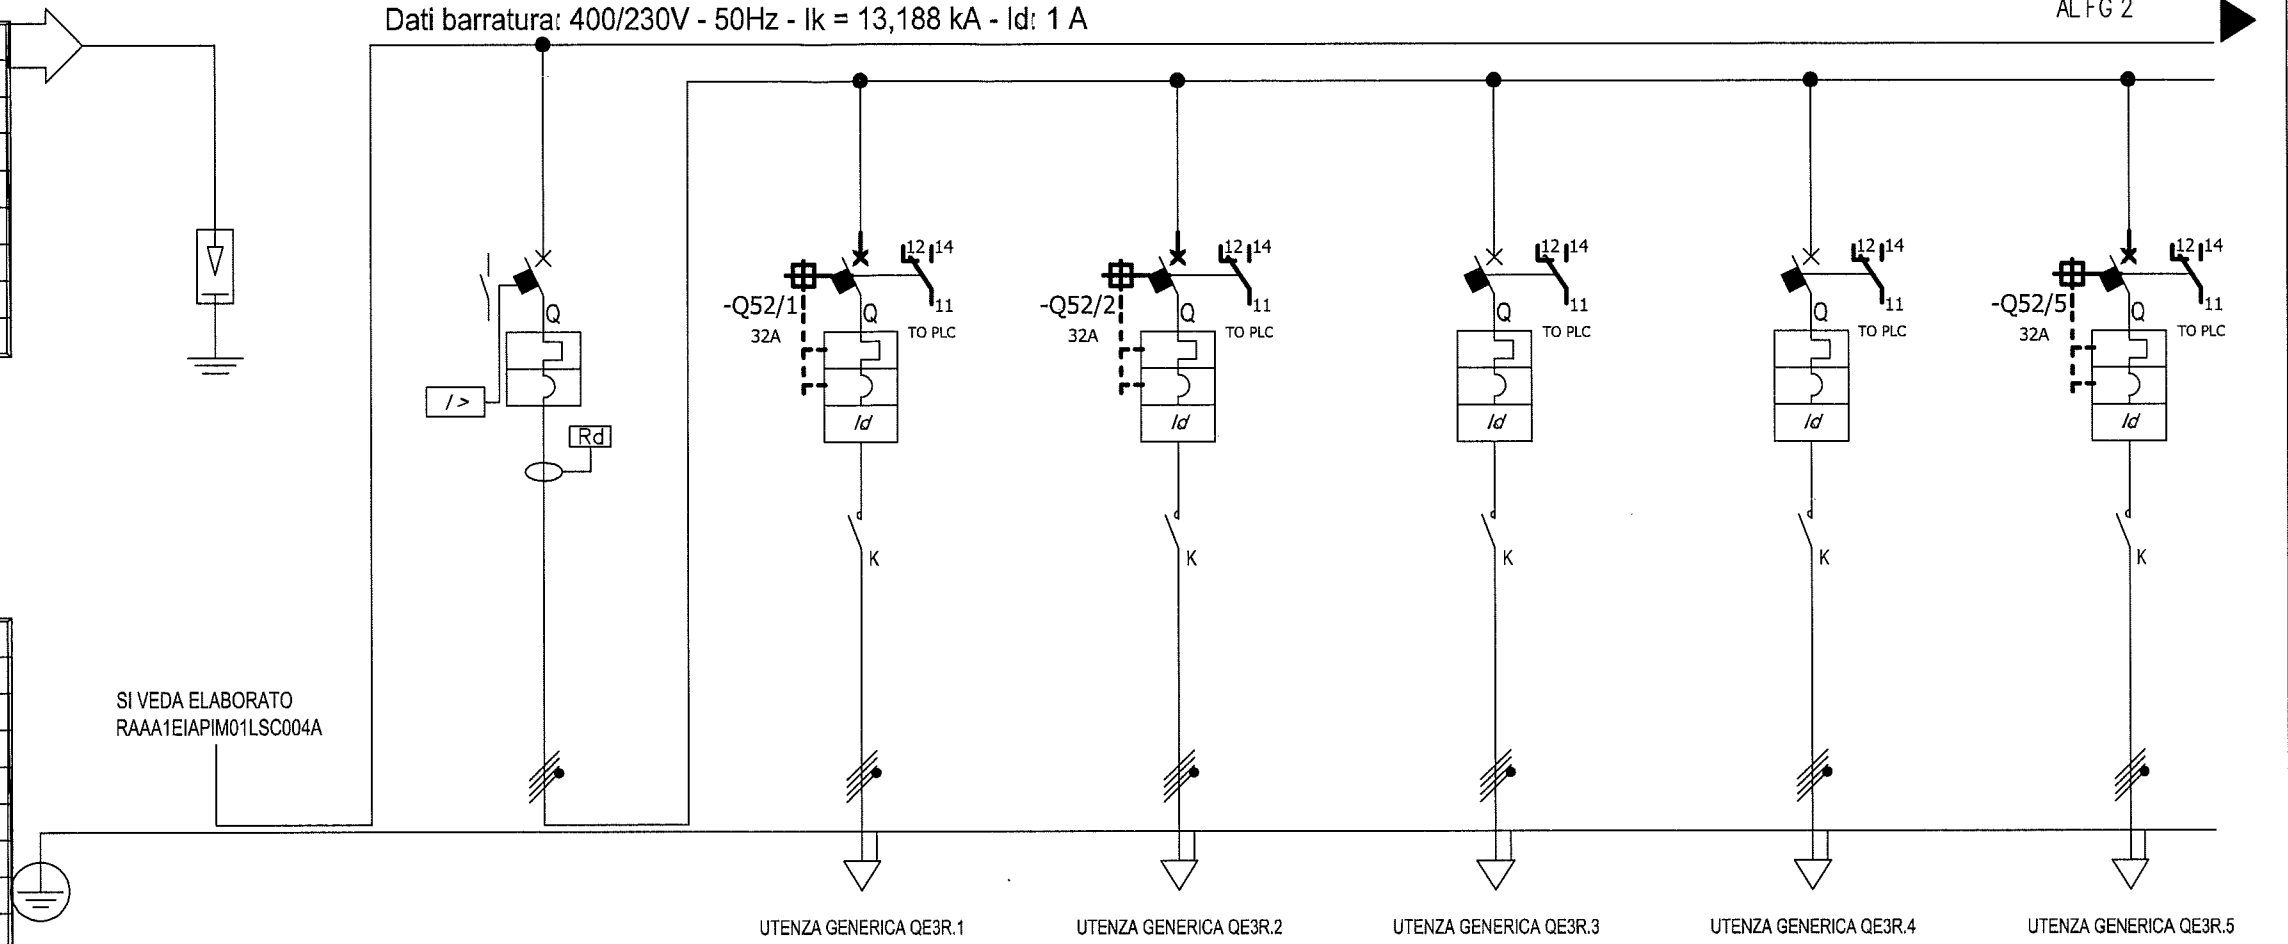 Dati barratura: 400/230V - 50Hz - Ik = 13,188 kA - Id: 1 A
AL FG 2
12 14
12 14
12 14
12 14
12 14
-Q52/1
32A
Q
11
TO PLC
-Q52/2
32A
Q
11
TO PLC
Q
11
TO PLC
Q
11
TO PLC
-Q52/5
32A
Q
11
TO PLC
Q
I >
Rd
Id
Id
Id
Id
Id
K
K
K
K
K
SI VEDA ELABORATO
RAAA1EIAPIM01LSC004A
UTENZA GENERICA QE3R.1
UTENZA GENERICA QE3R.2
UTENZA GENERICA QE3R.3
UTENZA GENERICA QE3R.4
UTENZA GENERICA QE3R.5